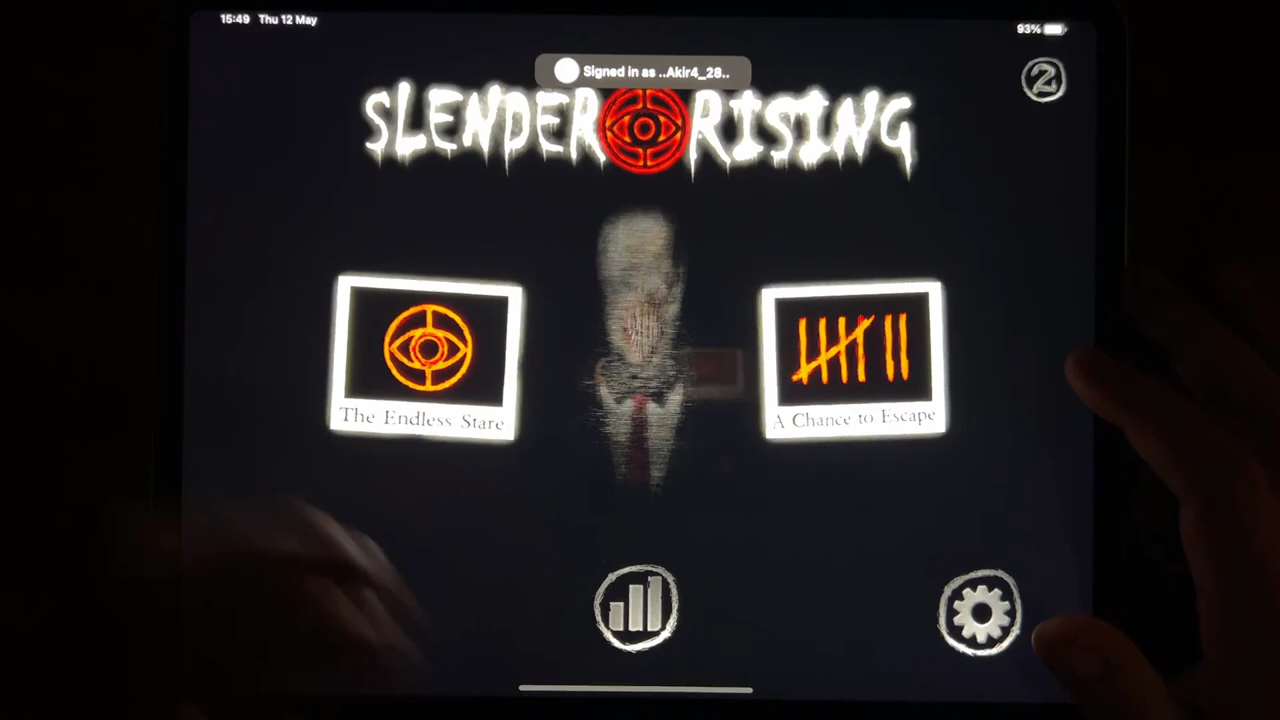 15:49 Thu 12 May
93%
Signed in as ..Akir4_28..
2
SLENDER RISING
The Endless Stare
A Chance to Escape